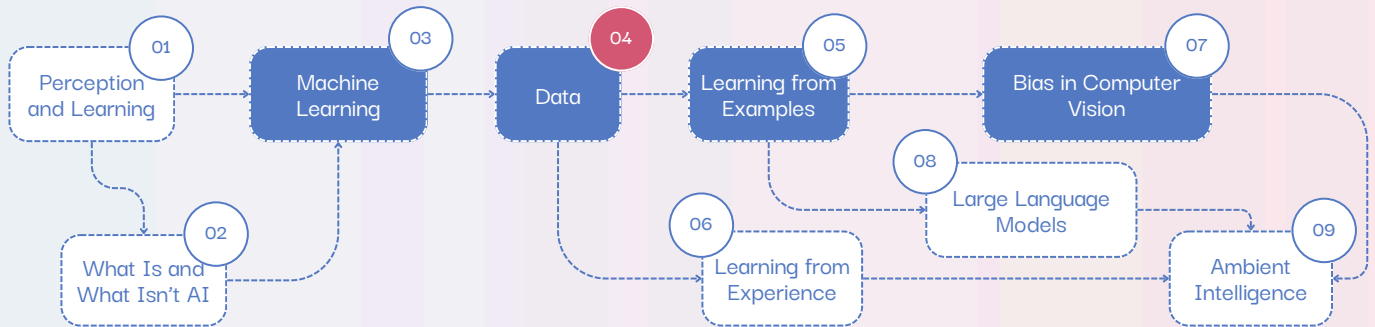 01
Perception
and Learning
02
What Is and
What Isn't AI
03
Machine
Learning
04
Data
05
Learning from
Examples
06
Learning from
Experience
07
Bias in Computer
Vision
08
Large Language
Models
09
Ambient
Intelligence